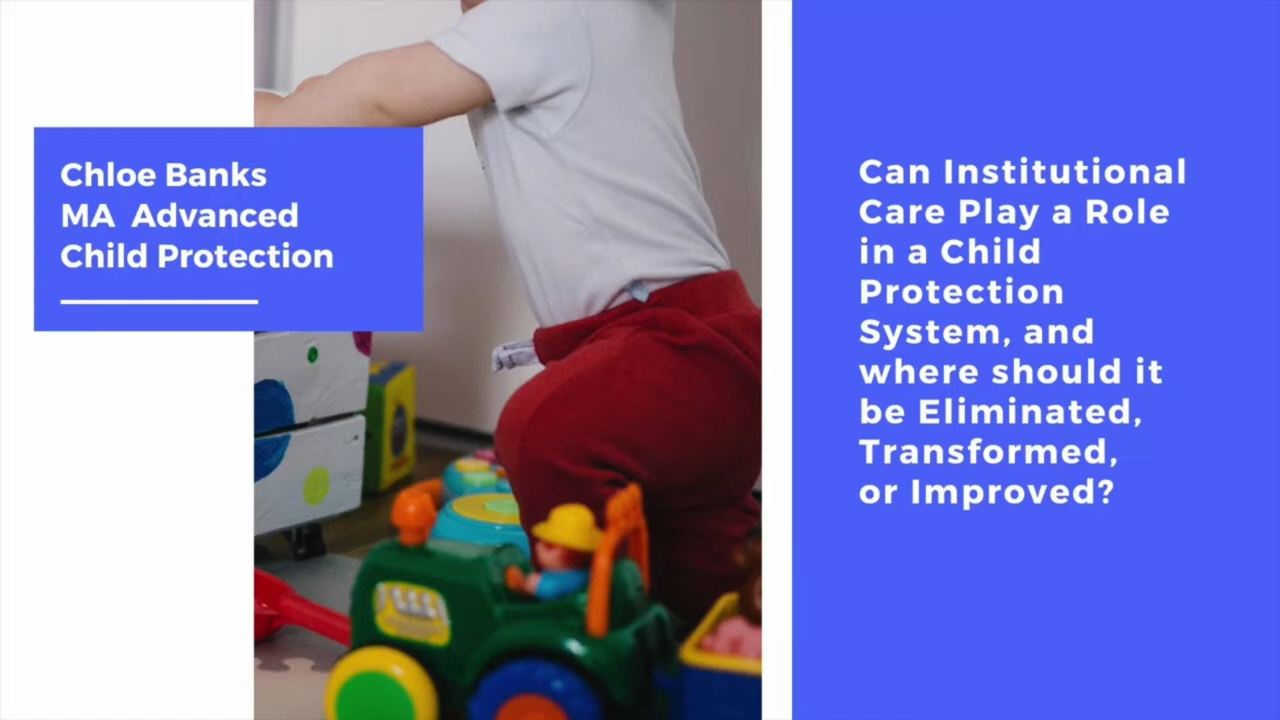 Chloe Banks
MA  Advanced
Child Protection
Can Institutional
Care Play a Role
in a Child
Protection
System, and
where should it
be Eliminated,
Transformed,
or Improved?